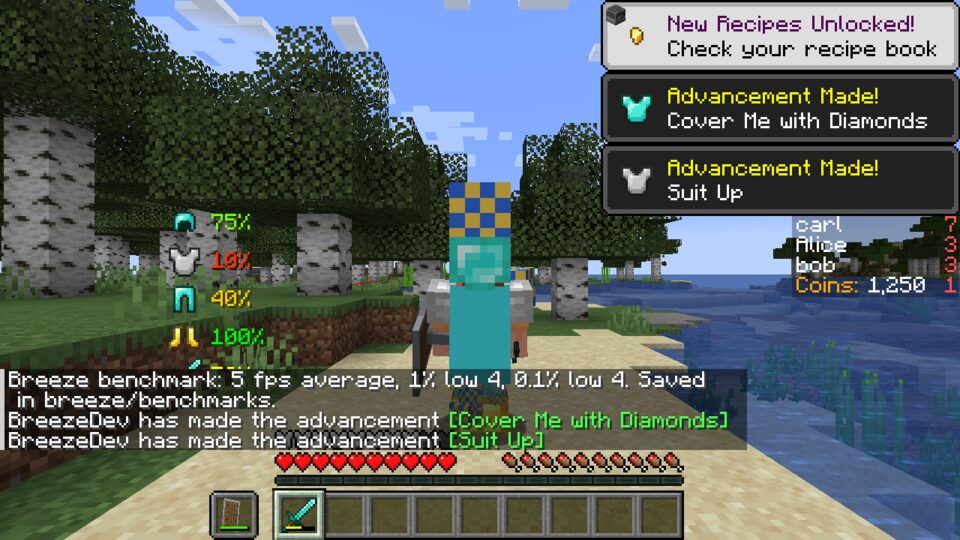 New Recipes Unlocked!
Check your recipe book
Advancement Made!
Cover Me with Diamonds
Advancement Made!
Suit Up
carl 7
Alice 3
bob 3
Coins: 1,250 1
75%
10%
40%
100%
Breeze benchmark: 5 fps average, 1% low 4, 0.1% low 4. Saved
in breeze/benchmarks.
BreezeDev has made the advancement [Cover Me with Diamonds]
BreezeDev has made the advancement [Suit Up]